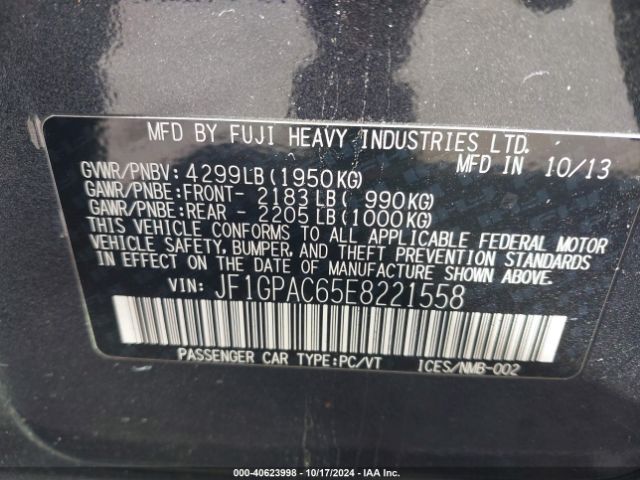 MFD BY FUJI HEAVY INDUSTRIES LTD.
GVWR/PNBV: 4299LB(1950KG) MFD IN 10/13
GAWR/PNBE:FRONT- 2183LB( 990KG)
GAWR/PNBE:REAR - 2205LB(1000KG)
THIS VEHICLE CONFORMS TO ALL APPLICABLE FEDERAL MOTOR
VEHICLE SAFETY, BUMPER, AND THEFT PREVENTION STANDARDS
IN EFFECT ON THE DATE OF MANUFACTURE SHOWN ABOVE.
VIN: JF1GPAC65E8221558
PASSENGER CAR TYPE:PC/VT ICES/NMB-002
002-40623998 - 10/17/2024 - IAA Inc.